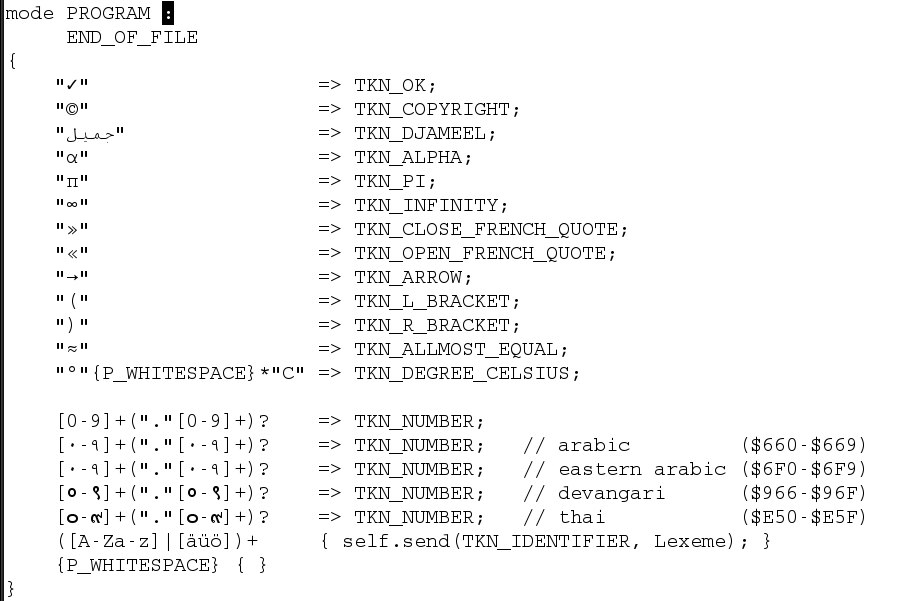 mode PROGRAM :
END_OF_FILE
{
"✓" => TKN_OK;
"©" => TKN_COPYRIGHT;
"جميل" => TKN_DJAMEEL;
"α" => TKN_ALPHA;
"π" => TKN_PI;
"∞" => TKN_INFINITY;
"»" => TKN_CLOSE_FRENCH_QUOTE;
"«" => TKN_OPEN_FRENCH_QUOTE;
"→" => TKN_ARROW;
"(" => TKN_L_BRACKET;
")" => TKN_R_BRACKET;
"≈" => TKN_ALLMOST_EQUAL;
"°"{P_WHITESPACE}*"C" => TKN_DEGREE_CELSIUS;
[0-9]+("."[0-9]+)? => TKN_NUMBER;
[٠-٩]+("."[٠-٩]+)? => TKN_NUMBER; // arabic ($660-$669)
[۰-۹]+("."[۰-۹]+)? => TKN_NUMBER; // eastern arabic ($6F0-$6F9)
[०-९]+("."[०-९]+)? => TKN_NUMBER; // devangari ($966-$96F)
[๐-๙]+("."[๐-๙]+)? => TKN_NUMBER; // thai ($E50-$E5F)
([A-Za-z]|[äüö])+ { self.send(TKN_IDENTIFIER, Lexeme); }
{P_WHITESPACE} { }
}